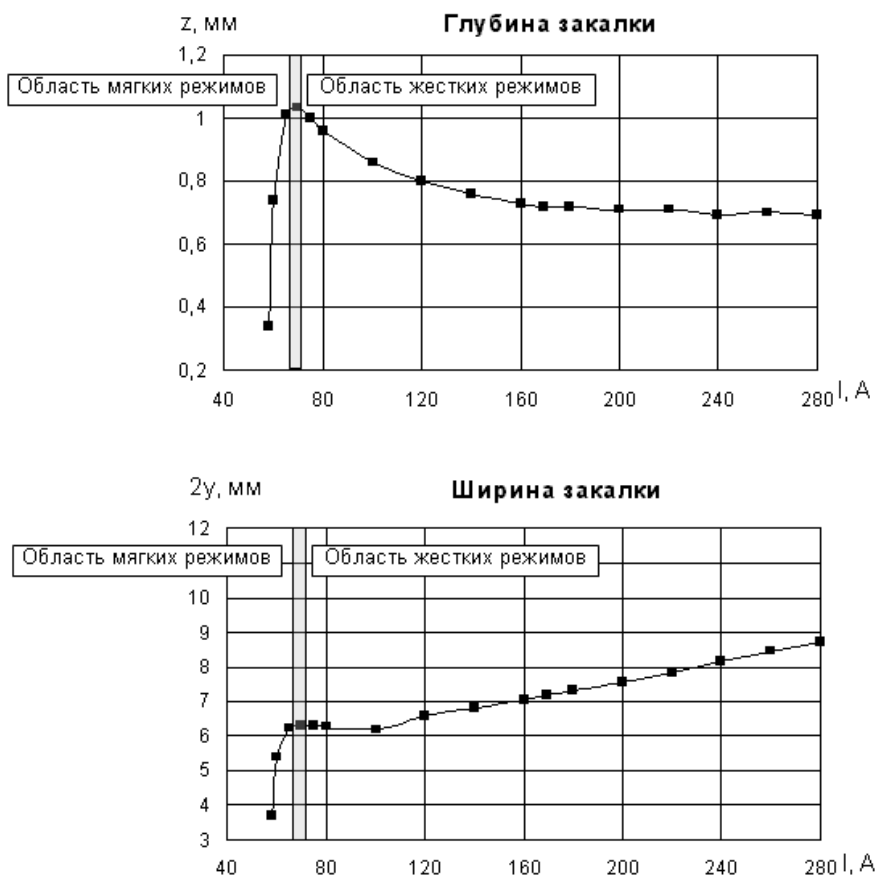 z, мм
Глубина закалки
1,2
Область мягких режимов
Область жестких режимов
1
0,8
0,6
0,4
0,2
40 80 120 160 200 240 280 I, А
2y, мм
Ширина закалки
12
Область мягких режимов
Область жестких режимов
10
9
8
7
6
5
4
3
40 80 120 160 200 240 280 I, А